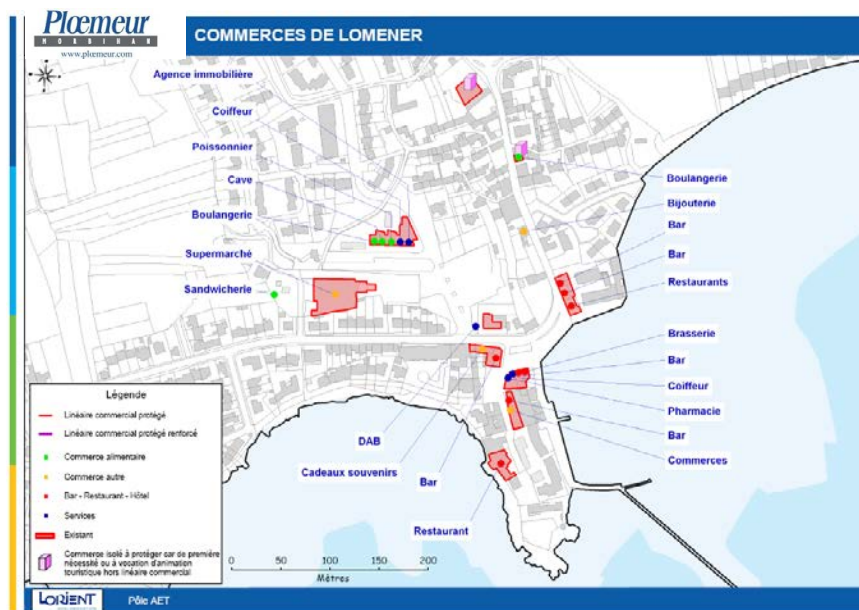 Plœmeur
MORBIHAN
www.plœmeur.com
COMMERCES DE LOMENER
Agence immobilière
Coiffeur
Poissonnier
Cave
Boulangerie
Supermarché
Sandwicherie
Boulangerie
Bijouterie
Bar
Bar
Restaurants
Brasserie
Bar
Coiffeur
Pharmacie
Bar
Commerces
DAB
Cadeaux souvenirs
Bar
Restaurant
Légende
Linéaire commercial protégé
Linéaire commercial protégé renforcé
Commerce alimentaire
Commerce autre
Bar - Restaurant - Hôtel
Services
Existant
Commerce isolé à protéger car de première
nécessité ou à vocation d'animation
touristique hors linéaire commercial
0 50 100 150 200
Mètres
LORIENT
Pôle AET